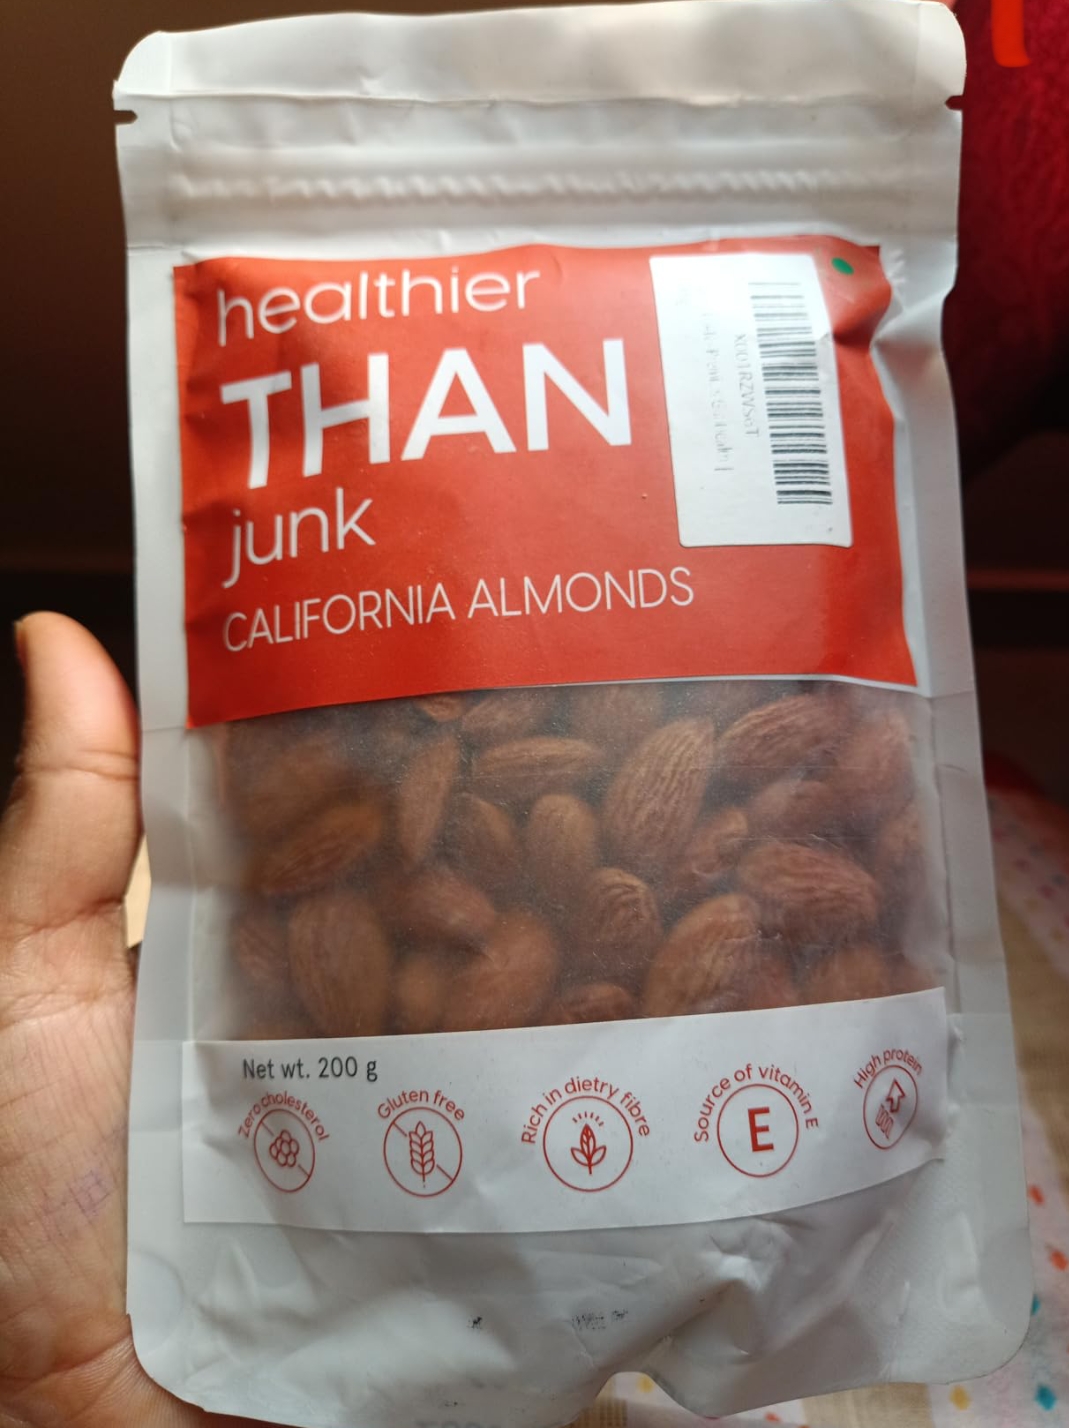 healthier
THAN
junk
CALIFORNIA ALMONDS
Net wt. 200 g
Zero cholesterol
Gluten free
Rich in dietry fibre
Source of vitamin E
E
High protein